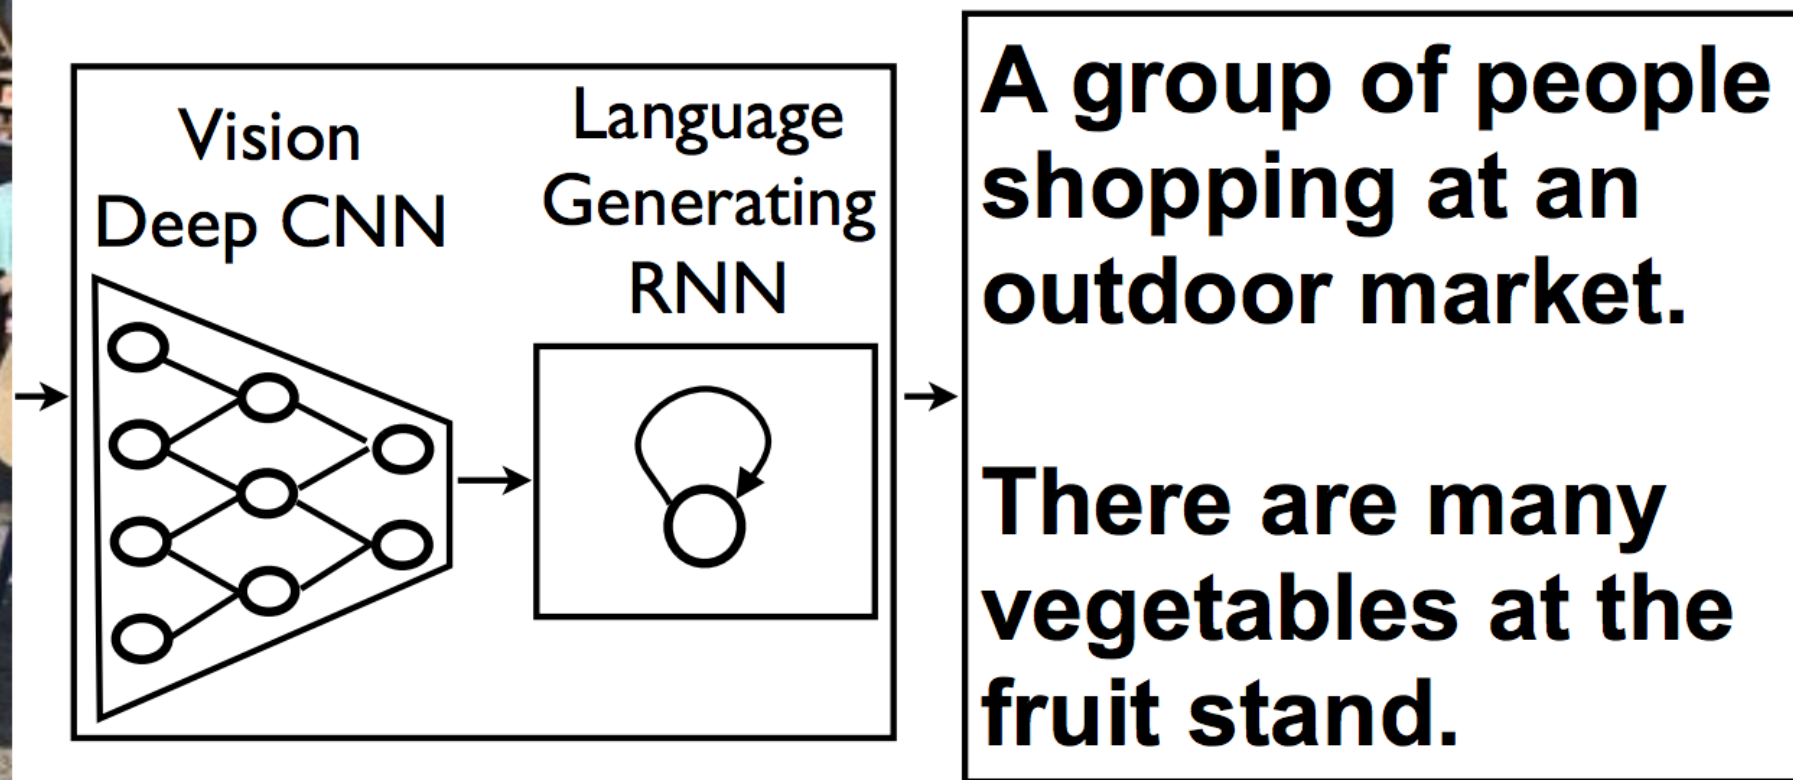 Vision
Deep CNN
Language
Generating
RNN
A group of people
shopping at an
outdoor market.
There are many
vegetables at the
fruit stand.